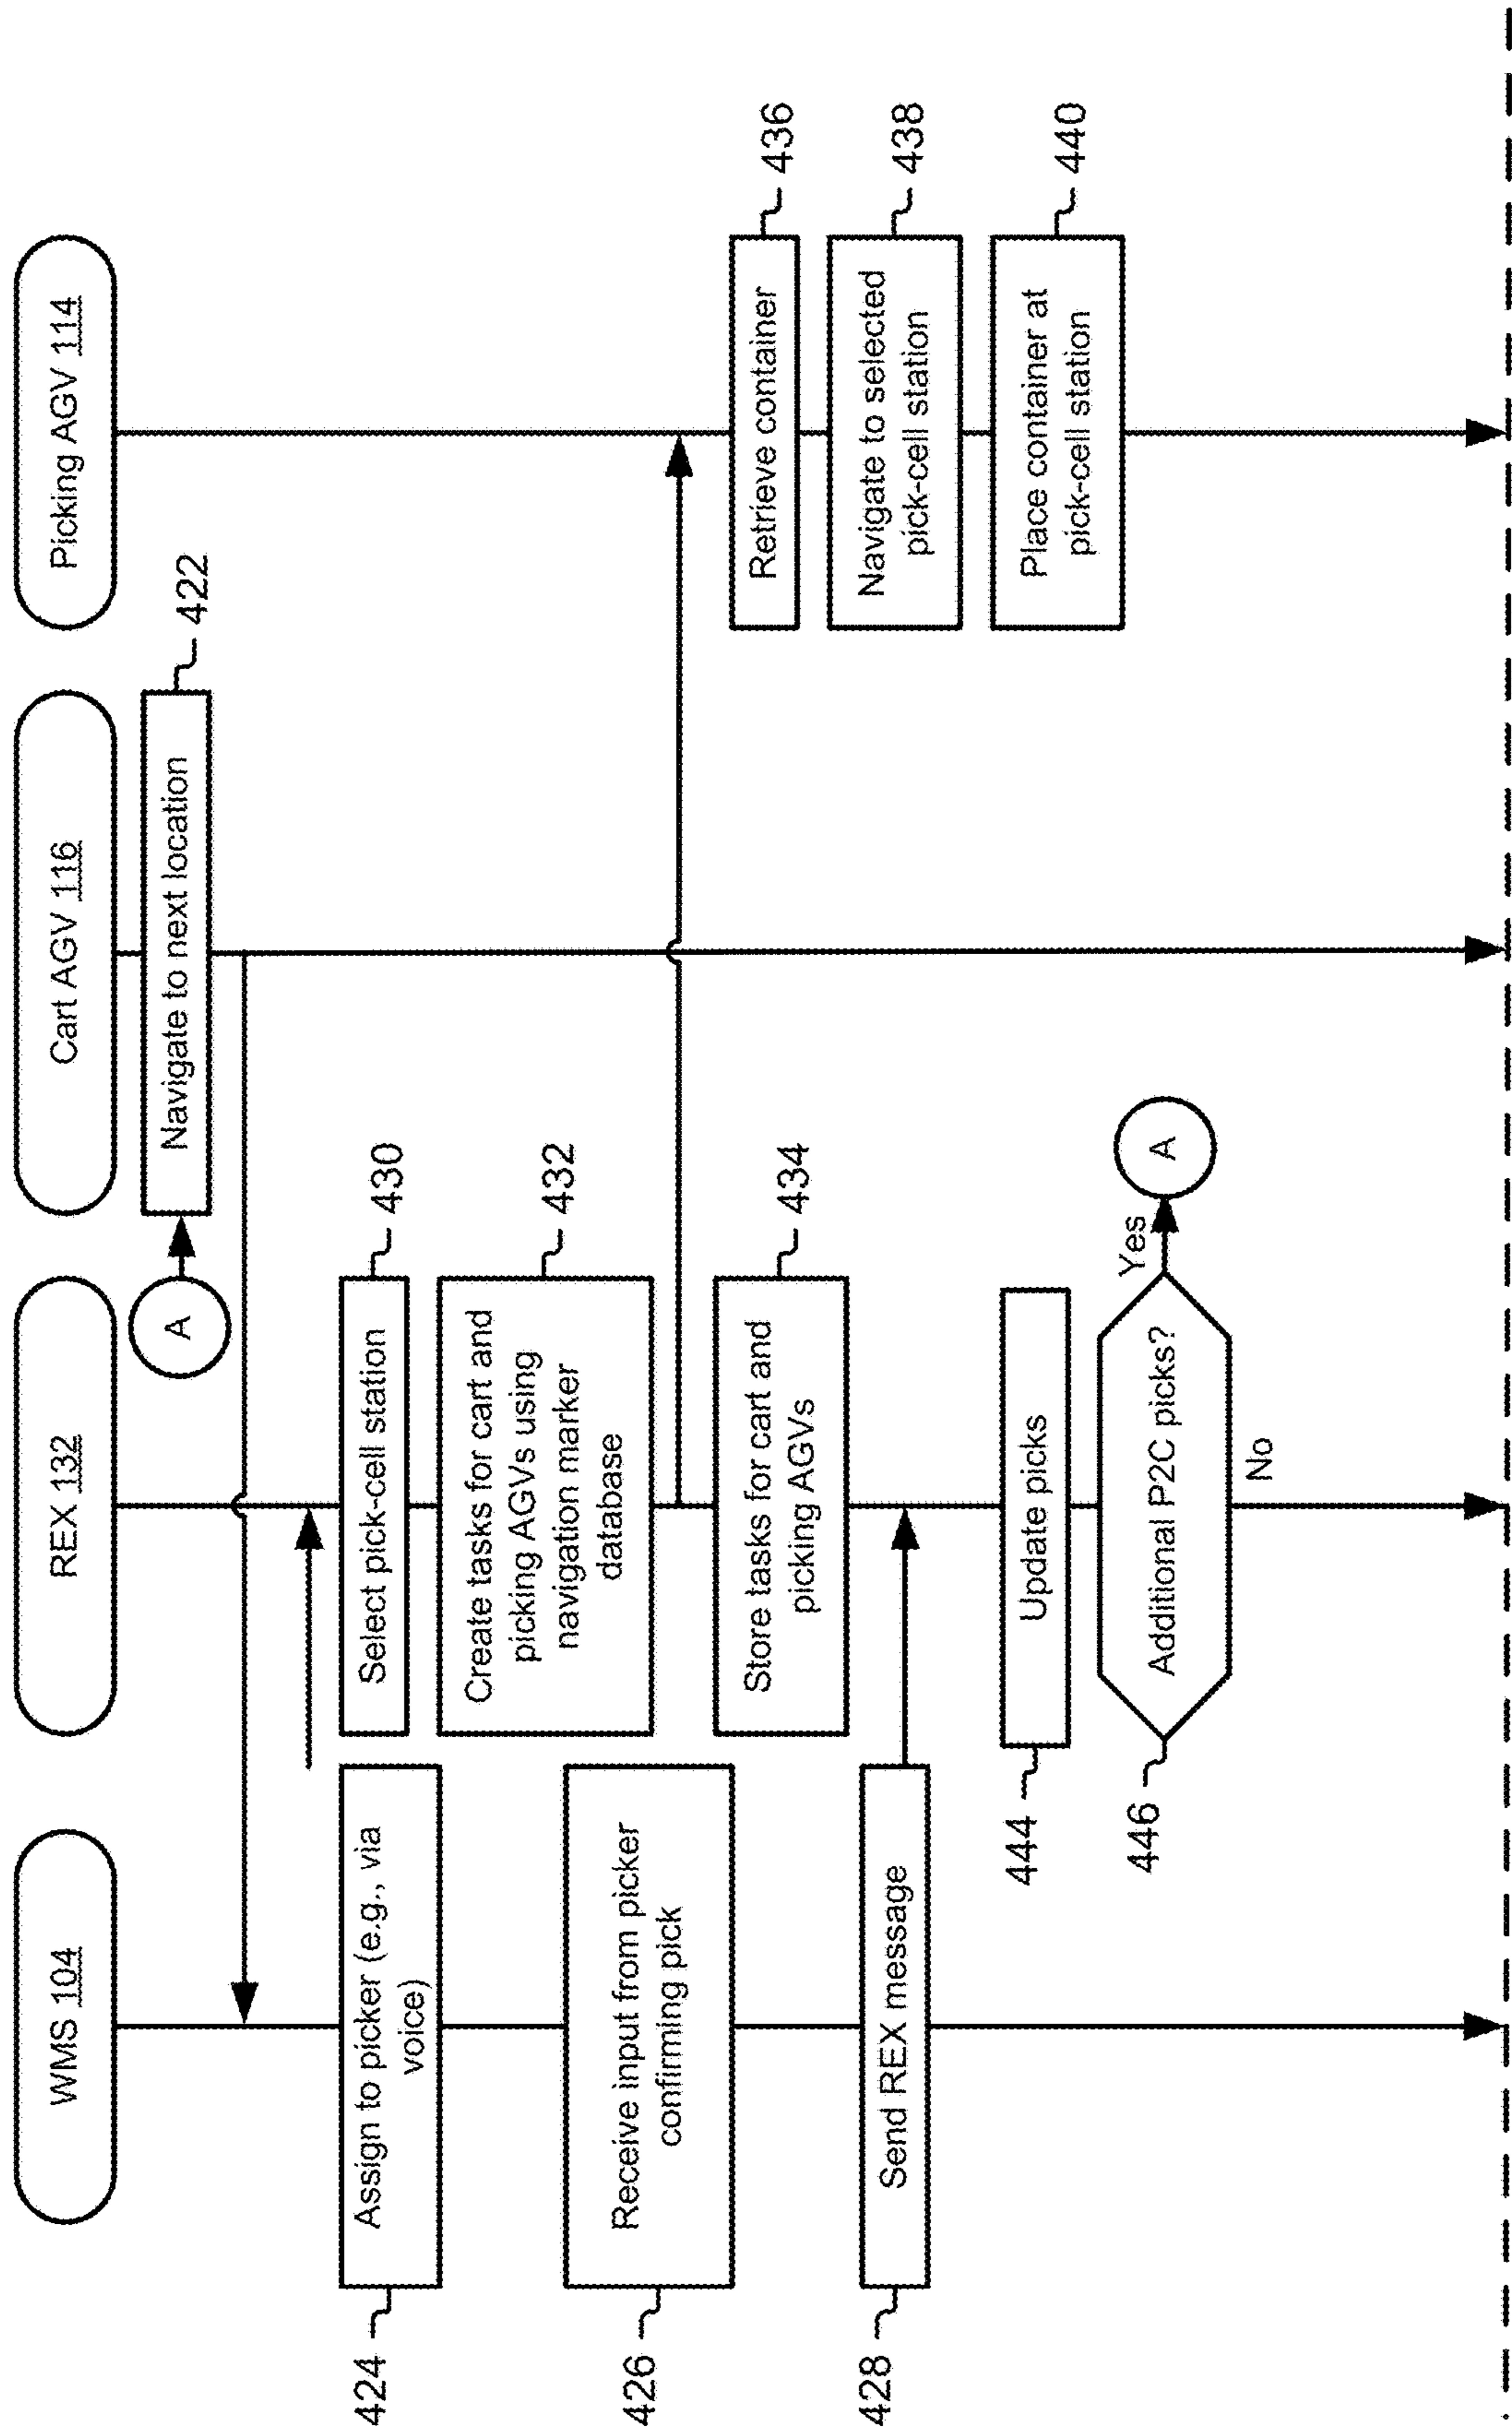 WMS 104
REX 132
Cart AGV 116
Picking AGV 114
A
Navigate to next location
422
424
Assign to picker (e.g., via
voice)
Select pick-cell station
430
Create tasks for cart and
picking AGVs using
navigation marker
database
432
426
Receive input from picker
confirming pick
Store tasks for cart and
picking AGVs
434
Retrieve container
436
Navigate to selected
pick-cell station
438
428
Send REX message
Place container at
pick-cell station
440
444
Update picks
446
Additional P2C picks?
Yes
A
No